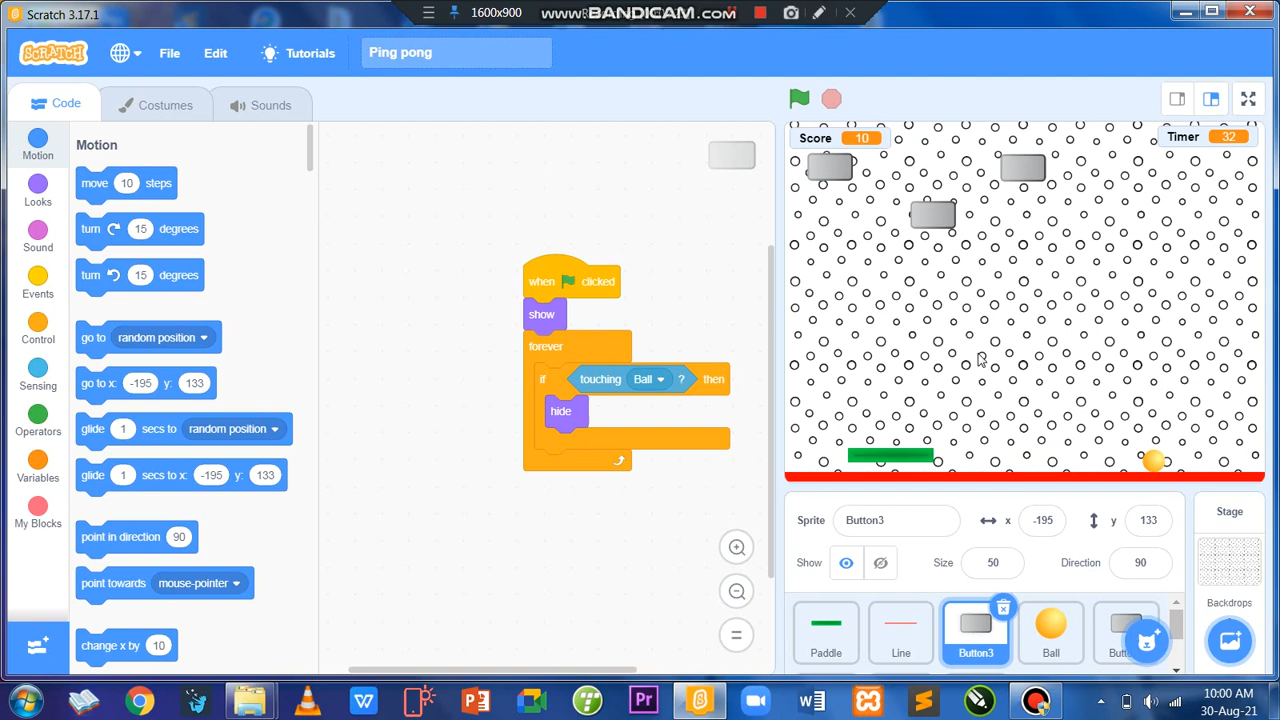 Scratch 3.17.1
1600x900
www.BANDICAM.com
SCRATCH
File
Edit
Tutorials
Ping pong
Code
Costumes
Sounds
Motion
Looks
Sound
Events
Control
Sensing
Operators
Variables
My Blocks
Motion
move 10 steps
turn 15 degrees
turn 15 degrees
go to random position
go to x: -195 y: 133
glide 1 secs to random position
glide 1 secs to x: -195 y: 133
point in direction 90
point towards mouse-pointer
change x by 10
when clicked
show
forever
if touching Ball ? then
hide
Score 10
Timer 32
Sprite Button3 x -195 y 133
Show Size 50 Direction 90
Paddle
Line
Button3
Ball
Stage
Backdrops
10:00 AM
30-Aug-21